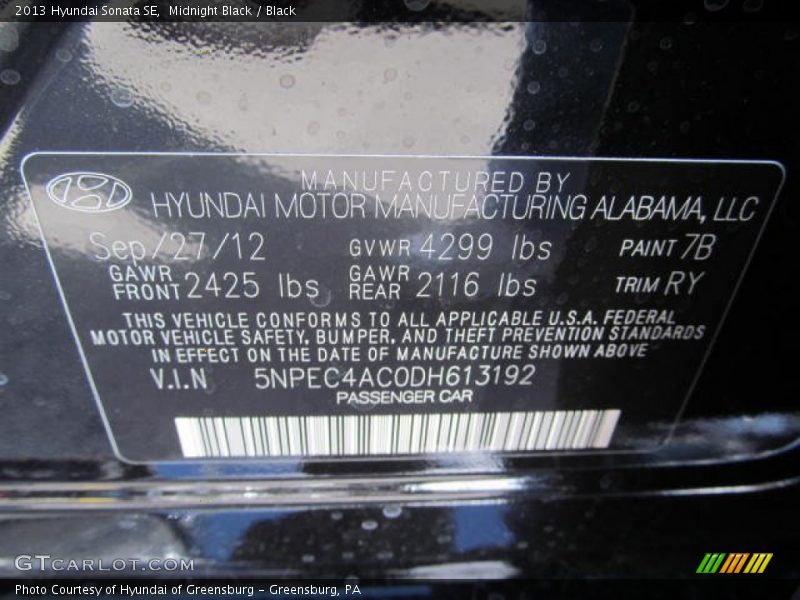 2013 Hyundai Sonata SE, Midnight Black / Black
MANUFACTURED BY
HYUNDAI MOTOR MANUFACTURING ALABAMA, LLC
Sep/27/12 GVWR 4299 lbs PAINT 7B
GAWR FRONT 2425 lbs GAWR REAR 2116 lbs TRIM RY
THIS VEHICLE CONFORMS TO ALL APPLICABLE U.S.A. FEDERAL
MOTOR VEHICLE SAFETY, BUMPER, AND THEFT PREVENTION STANDARDS
IN EFFECT ON THE DATE OF MANUFACTURE SHOWN ABOVE
V.I.N 5NPEC4AC0DH613192
PASSENGER CAR
GTCARLOT.COM
Photo Courtesy of Hyundai of Greensburg - Greensburg, PA